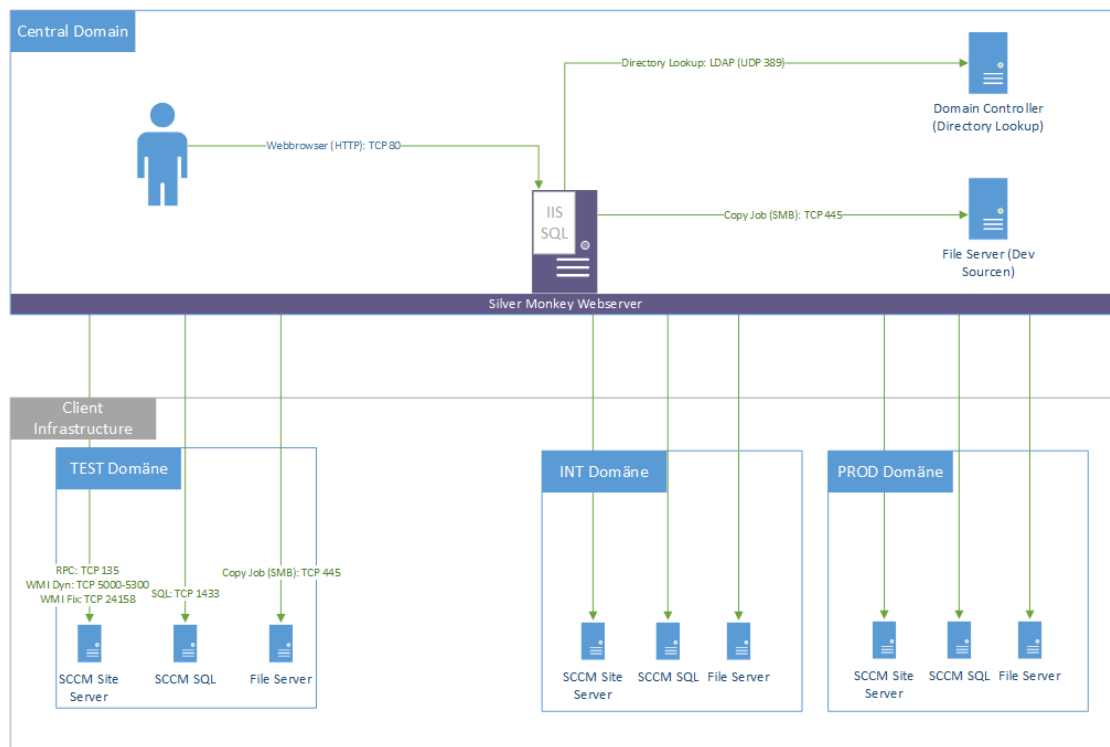 Central Domain
Directory Lookup: LDAP (UDP 389)
Domain Controller
(Directory Lookup)
Webbrowser (HTTP): TCP 80
IIS
SQL
Copy Job (SMB): TCP 445
File Server (Dev
Sourcen)
Silver Monkey Webserver
Client
Infrastructure
TEST Domäne
INT Domäne
PROD Domäne
RPC: TCP 135
WMI Dyn: TCP 5000-5300
WMI Fix: TCP 24158
SQL: TCP 1433
Copy Job (SMB): TCP 445
SCCM Site
Server
SCCM SQL
File Server
SCCM Site
Server
SCCM SQL
File Server
SCCM Site
Server
SCCM SQL
File Server